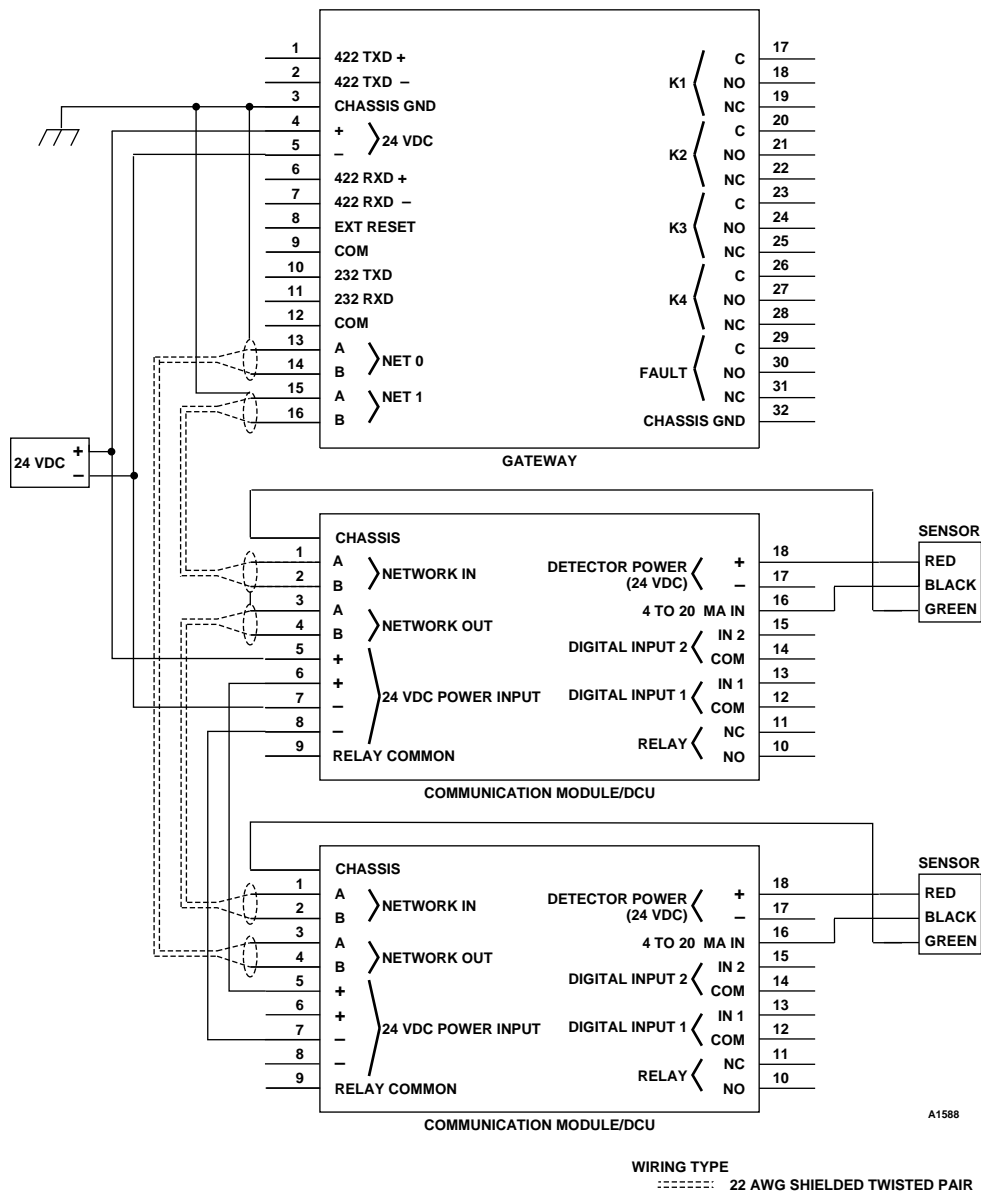 1 422 TXD +
2 422 TXD –
3 CHASSIS GND
4 +
5 –
24 VDC
6 422 RXD +
7 422 RXD –
8 EXT RESET
9 COM
10 232 TXD
11 232 RXD
12 COM
13 A
14 B
NET 0
15 A
16 B
NET 1
K1
C 17
NO 18
NC 19
K2
C 20
NO 21
NC 22
K3
C 23
NO 24
NC 25
K4
C 26
NO 27
NC 28
FAULT
C 29
NO 30
NC 31
CHASSIS GND 32
GATEWAY
24 VDC + –
CHASSIS
1 A
2 B
NETWORK IN
3 A
4 B
NETWORK OUT
5 +
6 +
7 –
8 –
24 VDC POWER INPUT
9 RELAY COMMON
DETECTOR POWER
(24 VDC)
+ 18
– 17
4 TO 20 MA IN 16
DIGITAL INPUT 2
IN 2 15
COM 14
DIGITAL INPUT 1
IN 1 13
COM 12
RELAY
NC 11
NO 10
COMMUNICATION MODULE/DCU
SENSOR
RED
BLACK
GREEN
CHASSIS
1 A
2 B
NETWORK IN
3 A
4 B
NETWORK OUT
5 +
6 +
7 –
8 –
24 VDC POWER INPUT
9 RELAY COMMON
DETECTOR POWER
(24 VDC)
+ 18
– 17
4 TO 20 MA IN 16
DIGITAL INPUT 2
IN 2 15
COM 14
DIGITAL INPUT 1
IN 1 13
COM 12
RELAY
NC 11
NO 10
COMMUNICATION MODULE/DCU
SENSOR
RED
BLACK
GREEN
A1588
WIRING TYPE
22 AWG SHIELDED TWISTED PAIR